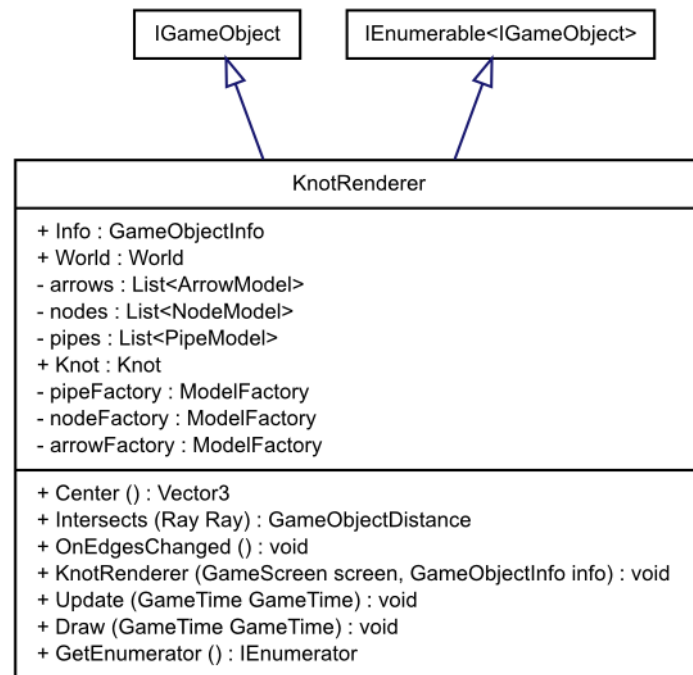 IGameObject
IEnumerable<IGameObject>
KnotRenderer
+ Info : GameObjectInfo
+ World : World
- arrows : List<ArrowModel>
- nodes : List<NodeModel>
- pipes : List<PipeModel>
+ Knot : Knot
- pipeFactory : ModelFactory
- nodeFactory : ModelFactory
- arrowFactory : ModelFactory
+ Center () : Vector3
+ Intersects (Ray Ray) : GameObjectDistance
+ OnEdgesChanged () : void
+ KnotRenderer (GameScreen screen, GameObjectInfo info) : void
+ Update (GameTime GameTime) : void
+ Draw (GameTime GameTime) : void
+ GetEnumerator () : IEnumerator